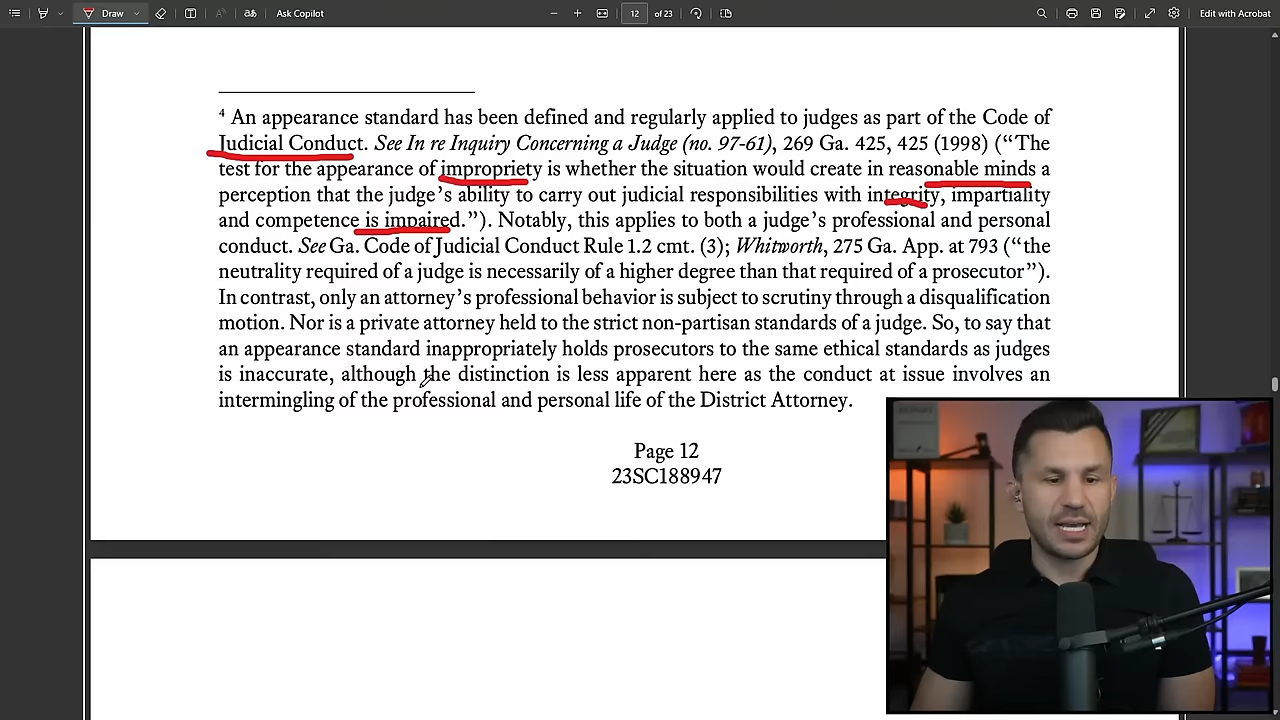 Draw
Ask Copilot
12 of 23
Edit with Acrobat
4 An appearance standard has been defined and regularly applied to judges as part of the Code of
Judicial Conduct. See In re Inquiry Concerning a Judge (no. 97-61), 269 Ga. 425, 425 (1998) (“The
test for the appearance of impropriety is whether the situation would create in reasonable minds a
perception that the judge’s ability to carry out judicial responsibilities with integrity, impartiality
and competence is impaired.”). Notably, this applies to both a judge’s professional and personal
conduct. See Ga. Code of Judicial Conduct Rule 1.2 cmt. (3); Whitworth, 275 Ga. App. at 793 (“the
neutrality required of a judge is necessarily of a higher degree than that required of a prosecutor”).
In contrast, only an attorney’s professional behavior is subject to scrutiny through a disqualification
motion. Nor is a private attorney held to the strict non-partisan standards of a judge. So, to say that
an appearance standard inappropriately holds prosecutors to the same ethical standards as judges
is inaccurate, although the distinction is less apparent here as the conduct at issue involves an
intermingling of the professional and personal life of the District Attorney.
Page 12
23SC188947